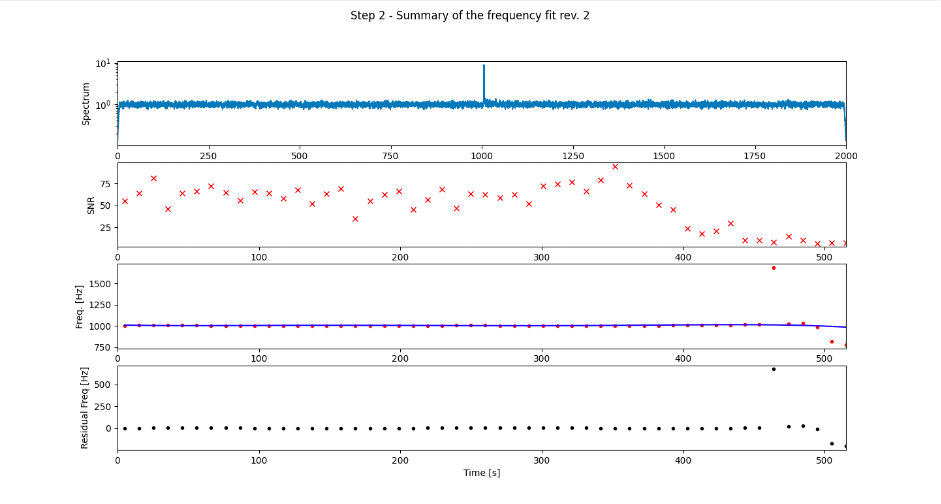 Step 2 - Summary of the frequency fit rev. 2
Spectrum
10¹
10⁰
0 250 500 750 1000 1250 1500 1750 2000
SNR
75
50
25
0 100 200 300 400 500
Freq. [Hz]
1500
1250
1000
750
0 100 200 300 400 500
Residual Freq [Hz]
500
250
0
0 100 200 300 400 500
Time [s]